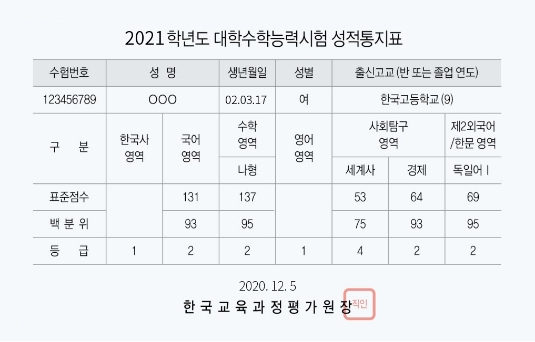 2021학년도 대학수학능력시험 성적통지표
수험번호 성 명 생년월일 성별 출신고교 (반 또는 졸업 연도)
123456789 OOO 02.03.17 여 한국고등학교 (9)
구 분 한국사 영역 국어 영역 수학 영역 영어 영역 사회탐구 영역 제2외국어 /한문 영역
나형 세계사 경제 독일어 I
표준점수 131 137 53 64 69
백 분 위 93 95 75 93 95
등 급 1 2 2 1 4 2 2
2020. 12. 5
한국교육과정평가원장 직인